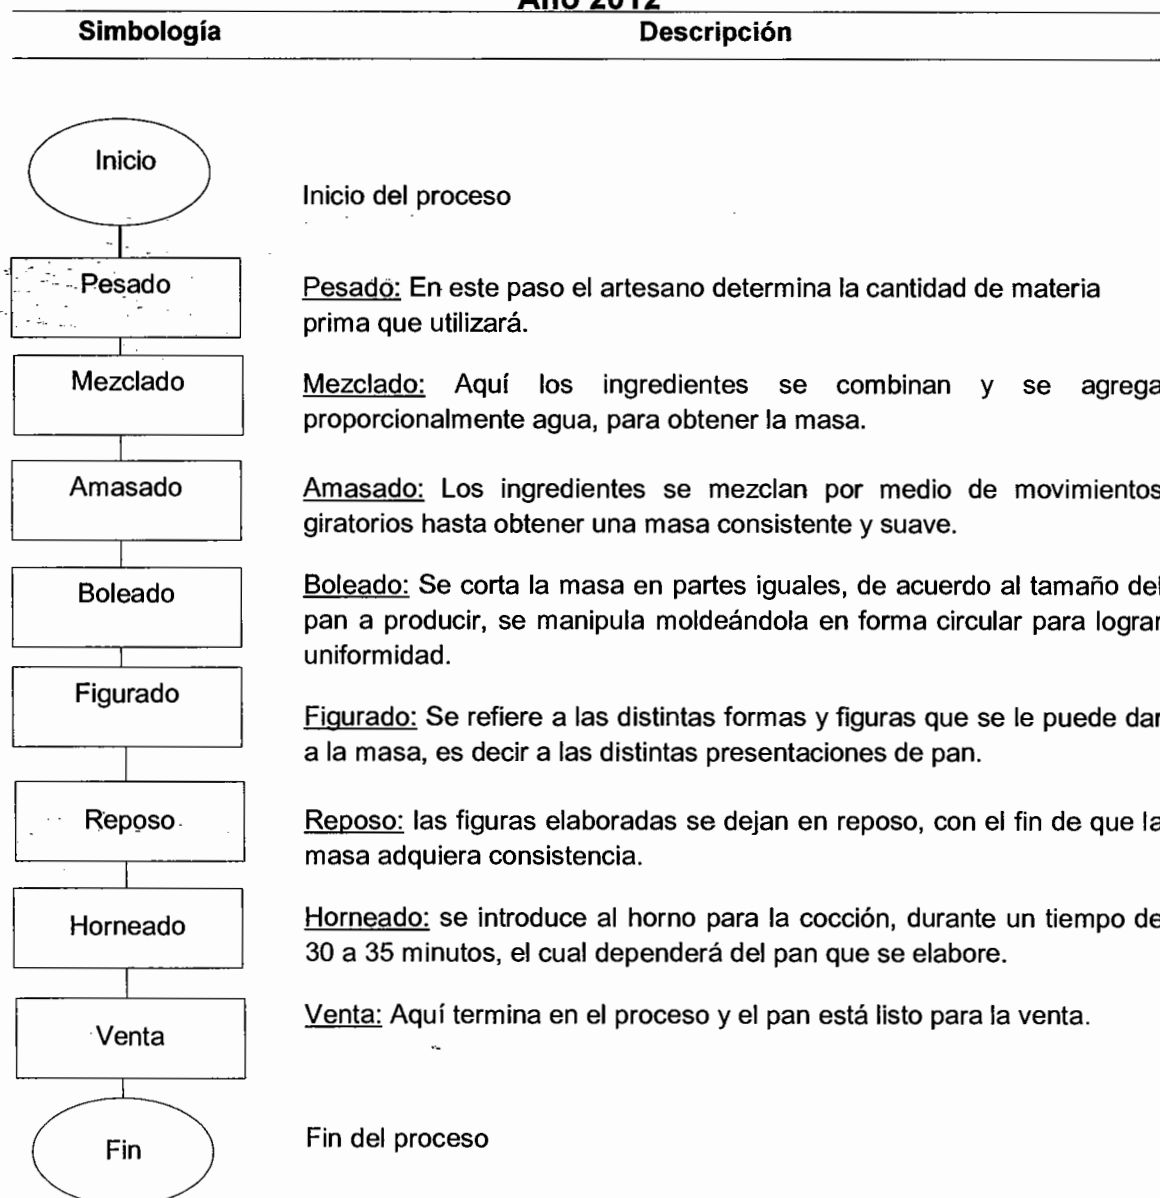 Año 2012
Simbología Descripción
Inicio
Inicio del proceso
Pesado
Pesado: En este paso el artesano determina la cantidad de materia
prima que utilizará.
Mezclado
Mezclado: Aquí los ingredientes se combinan y se agrega
proporcionalmente agua, para obtener la masa.
Amasado
Amasado: Los ingredientes se mezclan por medio de movimientos
giratorios hasta obtener una masa consistente y suave.
Boleado
Boleado: Se corta la masa en partes iguales, de acuerdo al tamaño del
pan a producir, se manipula moldeándola en forma circular para lograr
uniformidad.
Figurado
Figurado: Se refiere a las distintas formas y figuras que se le puede dar
a la masa, es decir a las distintas presentaciones de pan.
Reposo
Reposo: las figuras elaboradas se dejan en reposo, con el fin de que la
masa adquiera consistencia.
Horneado
Horneado: se introduce al horno para la cocción, durante un tiempo de
30 a 35 minutos, el cual dependerá del pan que se elabore.
Venta
Venta: Aquí termina en el proceso y el pan está listo para la venta.
Fin
Fin del proceso